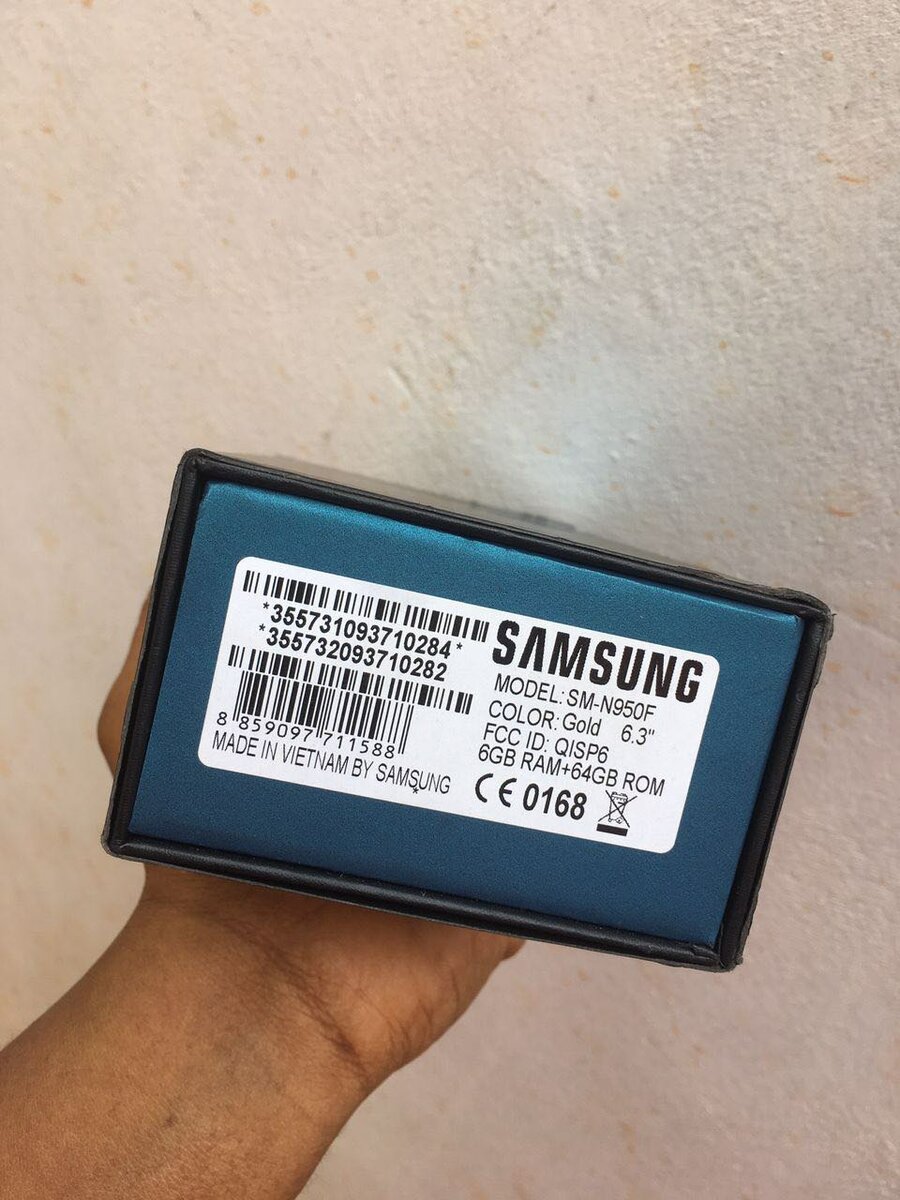 *355731093710284*
*355732093710282
8 859097 711588
MADE IN VIETNAM BY SAMSUNG
*
SAMSUNG
MODEL: SM-N950F
COLOR: Gold 6.3"
FCC ID: QISP6
6GB RAM+64GB ROM
CE 0168